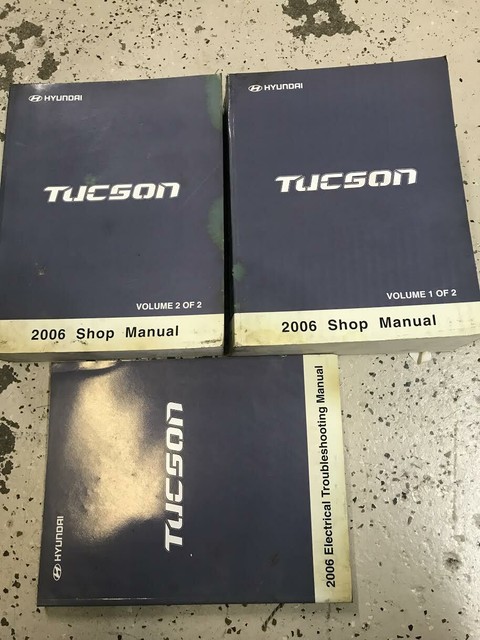 HYUNDAI
TUCSON
VOLUME 2 OF 2
2006 Shop Manual
HYUNDAI
TUCSON
VOLUME 1 OF 2
2006 Shop Manual
HYUNDAI
TUCSON
2006 Electrical Troubleshooting Manual